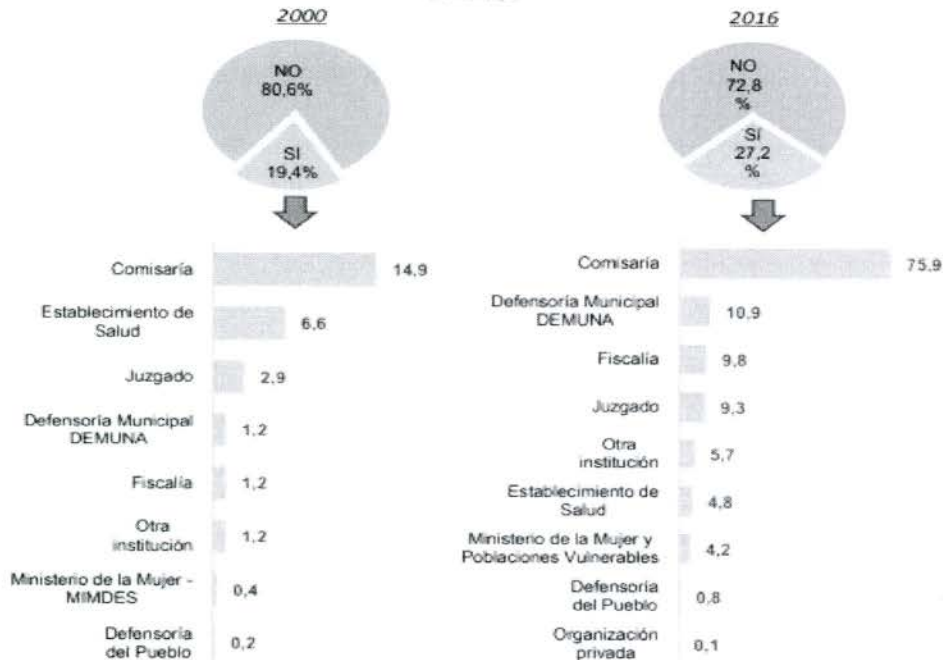 2000
NO
80,6%
SI
19,4%
Comisaría
14,9
Establecimiento de
Salud
6,6
Juzgado
2,9
Defensoría Municipal
DEMUNA
1,2
Fiscalía
1,2
Otra
institución
1,2
Ministerio de la Mujer -
MIMDES
0,4
Defensoría
del Pueblo
0,2
2016
NO
72,8
%
SÍ
27,2
%
Comisaría
75,9
Defensoría Municipal
DEMUNA
10,9
Fiscalía
9,8
Juzgado
9,3
Otra
institución
5,7
Establecimiento de
Salud
4,8
Ministerio de la Mujer y
Poblaciones Vulnerables
4,2
Defensoría
del Pueblo
0,8
Organización
privada
0,1